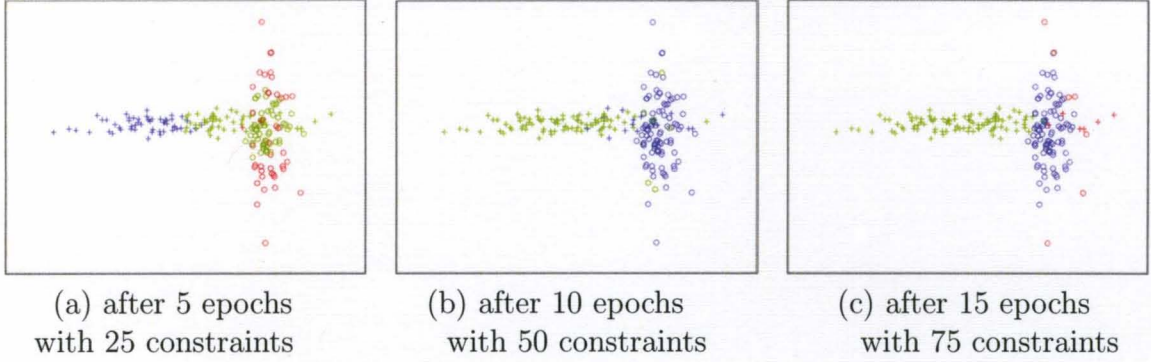 (a) after 5 epochs
with 25 constraints
(b) after 10 epochs
with 50 constraints
(c) after 15 epochs
with 75 constraints